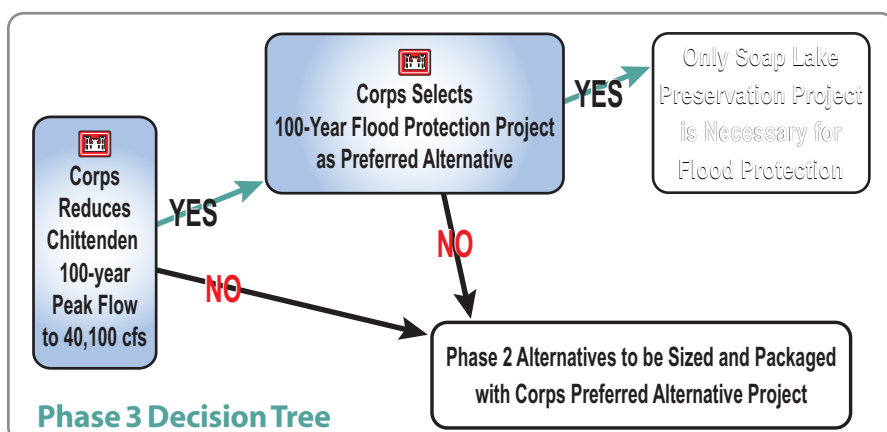 Corps Selects
100-Year Flood Protection Project
as Preferred Alternative
YES
Only Soap Lake
Preservation Project
is Necessary for
Flood Protection
Corps
Reduces
Chittenden
100-year
Peak Flow
to 40,100 cfs
YES
NO
NO
Phase 2 Alternatives to be Sized and Packaged
with Corps Preferred Alternative Project
Phase 3 Decision Tree